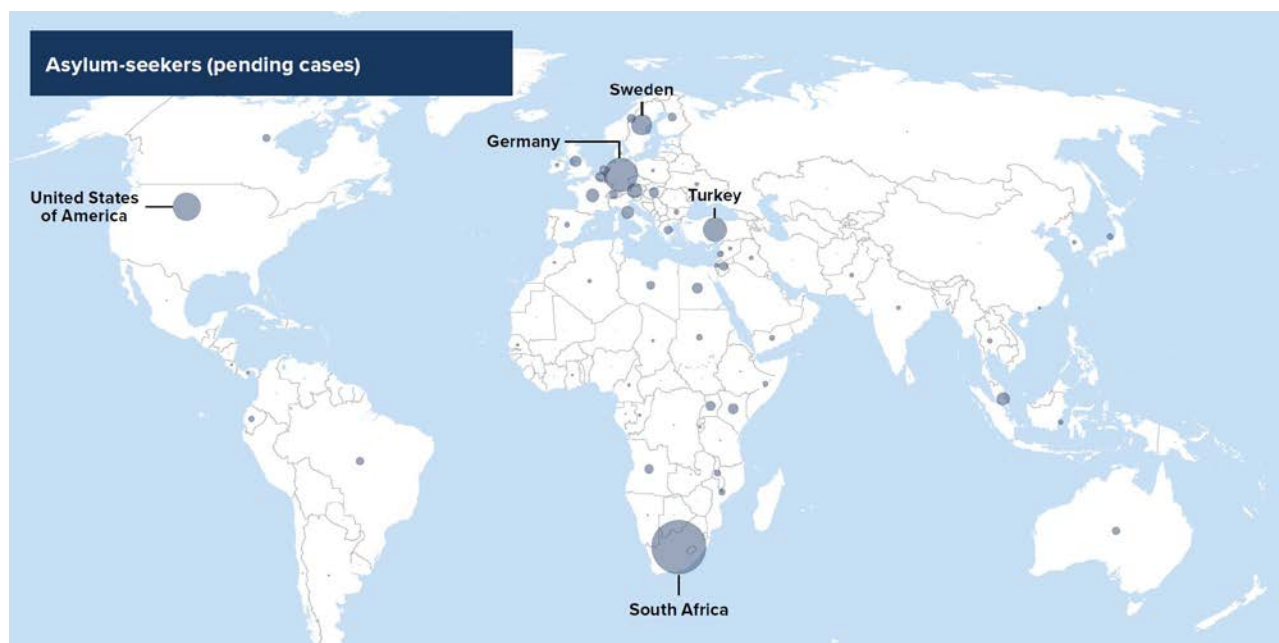 Asylum-seekers (pending cases)
Sweden
Germany
Turkey
United States
of America
South Africa